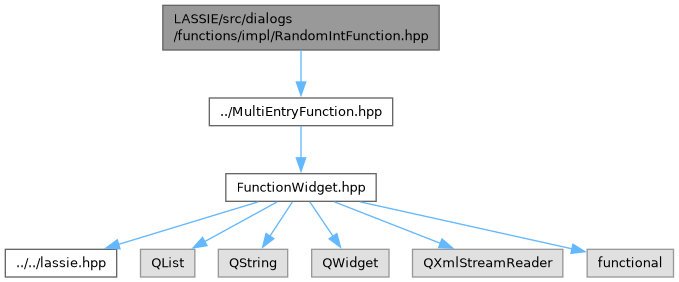 LASSIE/src/dialogs
/functions/impl/RandomIntFunction.hpp
../MultiEntryFunction.hpp
FunctionWidget.hpp
../../lassie.hpp
QList
QString
QWidget
QXmlStreamReader
functional